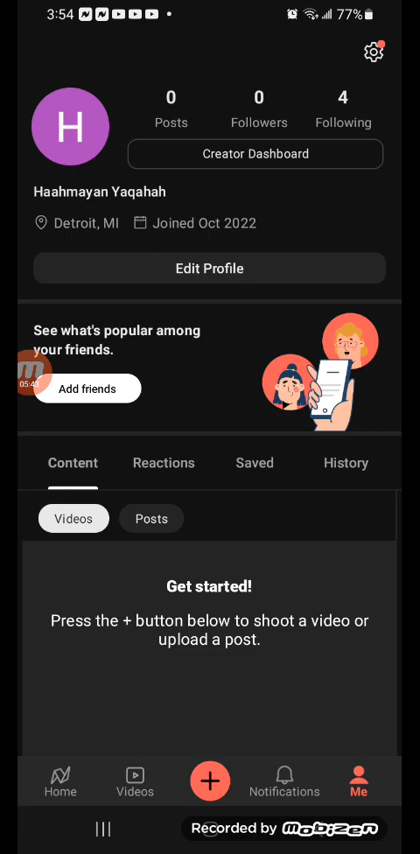 3:54
77%
H
0
0
4
Posts
Followers
Following
Creator Dashboard
Haahmayan Yaqahah
Detroit, MI
Joined Oct 2022
Edit Profile
See what's popular among
your friends.
05:43
Add friends
Content
Reactions
Saved
History
Videos
Posts
Get started!
Press the + button below to shoot a video or
upload a post.
Home
Videos
Notifications
Me
Recorded by mobizen